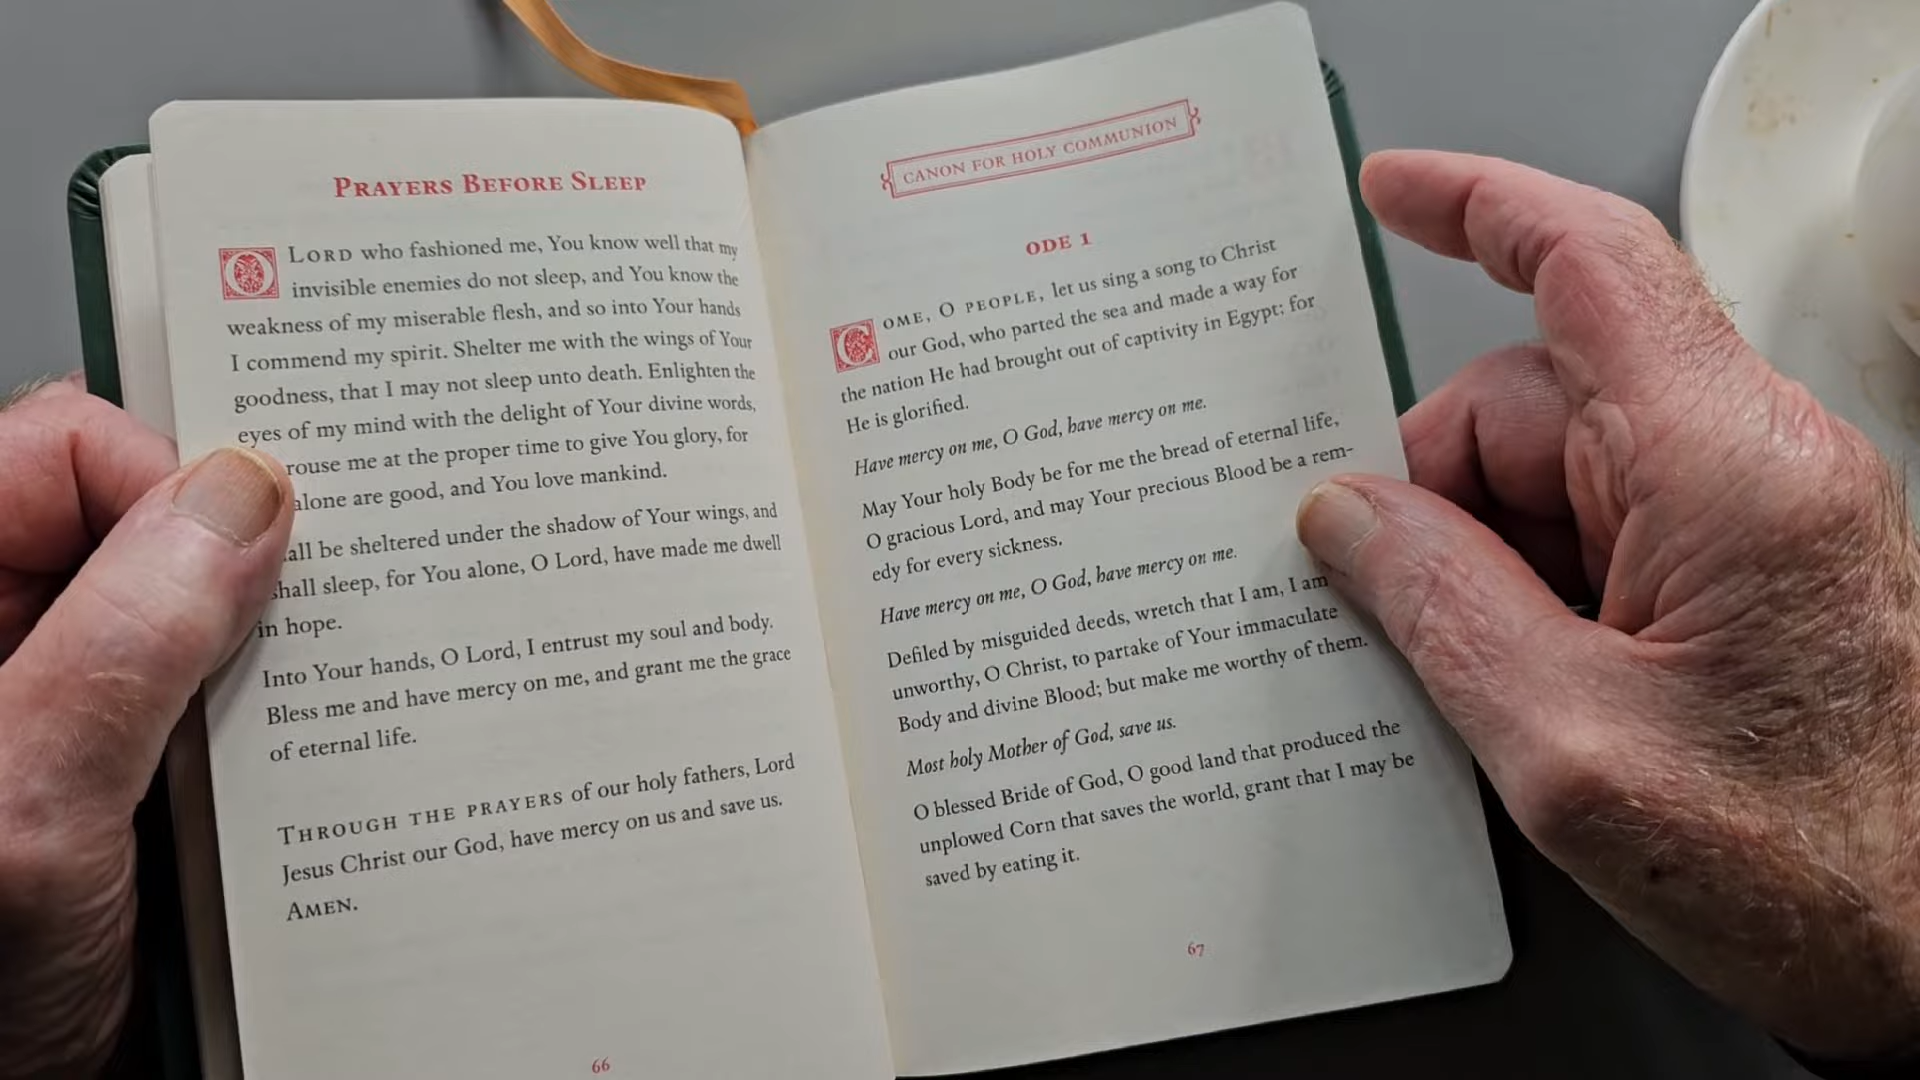 PRAYERS BEFORE SLEEP
O LORD who fashioned me, You know well that my
invisible enemies do not sleep, and You know the
weakness of my miserable flesh, and so into Your hands
I commend my spirit. Shelter me with the wings of Your
goodness, that I may not sleep unto death. Enlighten the
eyes of my mind with the delight of Your divine words,
rouse me at the proper time to give You glory, for
alone are good, and You love mankind.
be sheltered under the shadow of Your wings, and
shall sleep, for You alone, O Lord, have made me dwell
in hope.
Into Your hands, O Lord, I entrust my soul and body.
Bless me and have mercy on me, and grant me the grace
of eternal life.
THROUGH THE PRAYERS of our holy fathers, Lord
Jesus Christ our God, have mercy on us and save us.
AMEN.
66
CANON FOR HOLY COMMUNION
ODE 1
COME, O PEOPLE, let us sing a song to Christ
our God, who parted the sea and made a way for
the nation He had brought out of captivity in Egypt; for
He is glorified.
Have mercy on me, O God, have mercy on me.
May Your holy Body be for me the bread of eternal life,
O gracious Lord, and may Your precious Blood be a rem-
edy for every sickness.
Have mercy on me, O God, have mercy on me.
Defiled by misguided deeds, wretch that I am, I am
unworthy, O Christ, to partake of Your immaculate
Body and divine Blood; but make me worthy of them.
Most holy Mother of God, save us.
O blessed Bride of God, O good land that produced the
unplowed Corn that saves the world, grant that I may be
saved by eating it.
67